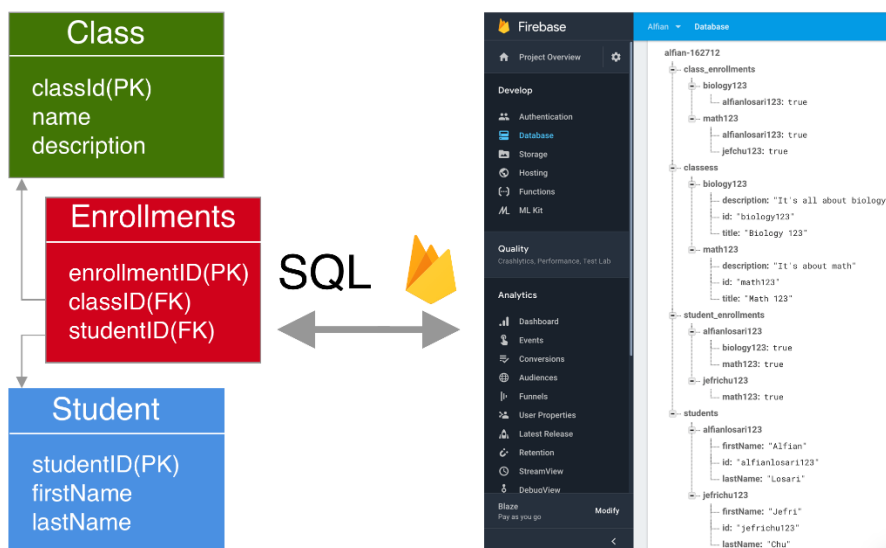 Class
classId(PK)
name
description
Enrollments
enrollmentID(PK)
classID(FK)
studentID(FK)
Student
studentID(PK)
firstName
lastName
SQL
Firebase
Project Overview
Develop
Authentication
Database
Storage
Hosting
Functions
ML Kit
Quality
Crashlytics, Performance, Test Lab
Analytics
Dashboard
Events
Conversions
Audiences
Funnels
User Properties
Latest Release
Retention
StreamView
DebugView
Blaze
Pay as you go
Modify
Alfian Database
alfian-162712
class_enrollments
biology123
alfianlosari123: true
math123
alfianlosari123: true
jefchu123: true
classess
biology123
description: "It's all about biology
id: "biology123"
title: "Biology 123"
math123
description: "It's about math"
id: "math123"
title: "Math 123"
student_enrollments
alfianlosari123
biology123: true
math123: true
jefrichu123
math123: true
students
alfianlosari123
firstName: "Alfian"
id: "alfianlosari123"
lastName: "Losari"
jefrichu123
firstName: "Jefri"
id: "jefrichu123"
lastName: "Chu"